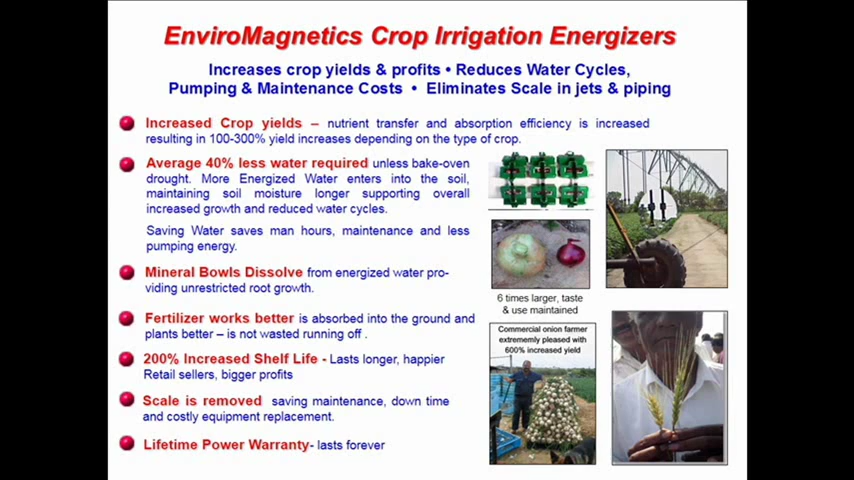 EnviroMagnetics Crop Irrigation Energizers
Increases crop yields & profits • Reduces Water Cycles,
Pumping & Maintenance Costs • Eliminates Scale in jets & piping
Increased Crop yields – nutrient transfer and absorption efficiency is increased
resulting in 100-300% yield increases depending on the type of crop.
Average 40% less water required unless bake-oven
drought. More Energized Water enters into the soil,
maintaining soil moisture longer supporting overall
increased growth and reduced water cycles.
Saving Water saves man hours, maintenance and less
pumping energy.
Mineral Bowls Dissolve from energized water pro-
viding unrestricted root growth.
Fertilizer works better is absorbed into the ground and
plants better – is not wasted running off .
200% Increased Shelf Life - Lasts longer, happier
Retail sellers, bigger profits
Scale is removed saving maintenance, down time
and costly equipment replacement.
Lifetime Power Warranty- lasts forever
6 times larger, taste
& use maintained
Commercial onion farmer
extrememly pleased with
600% increased yield